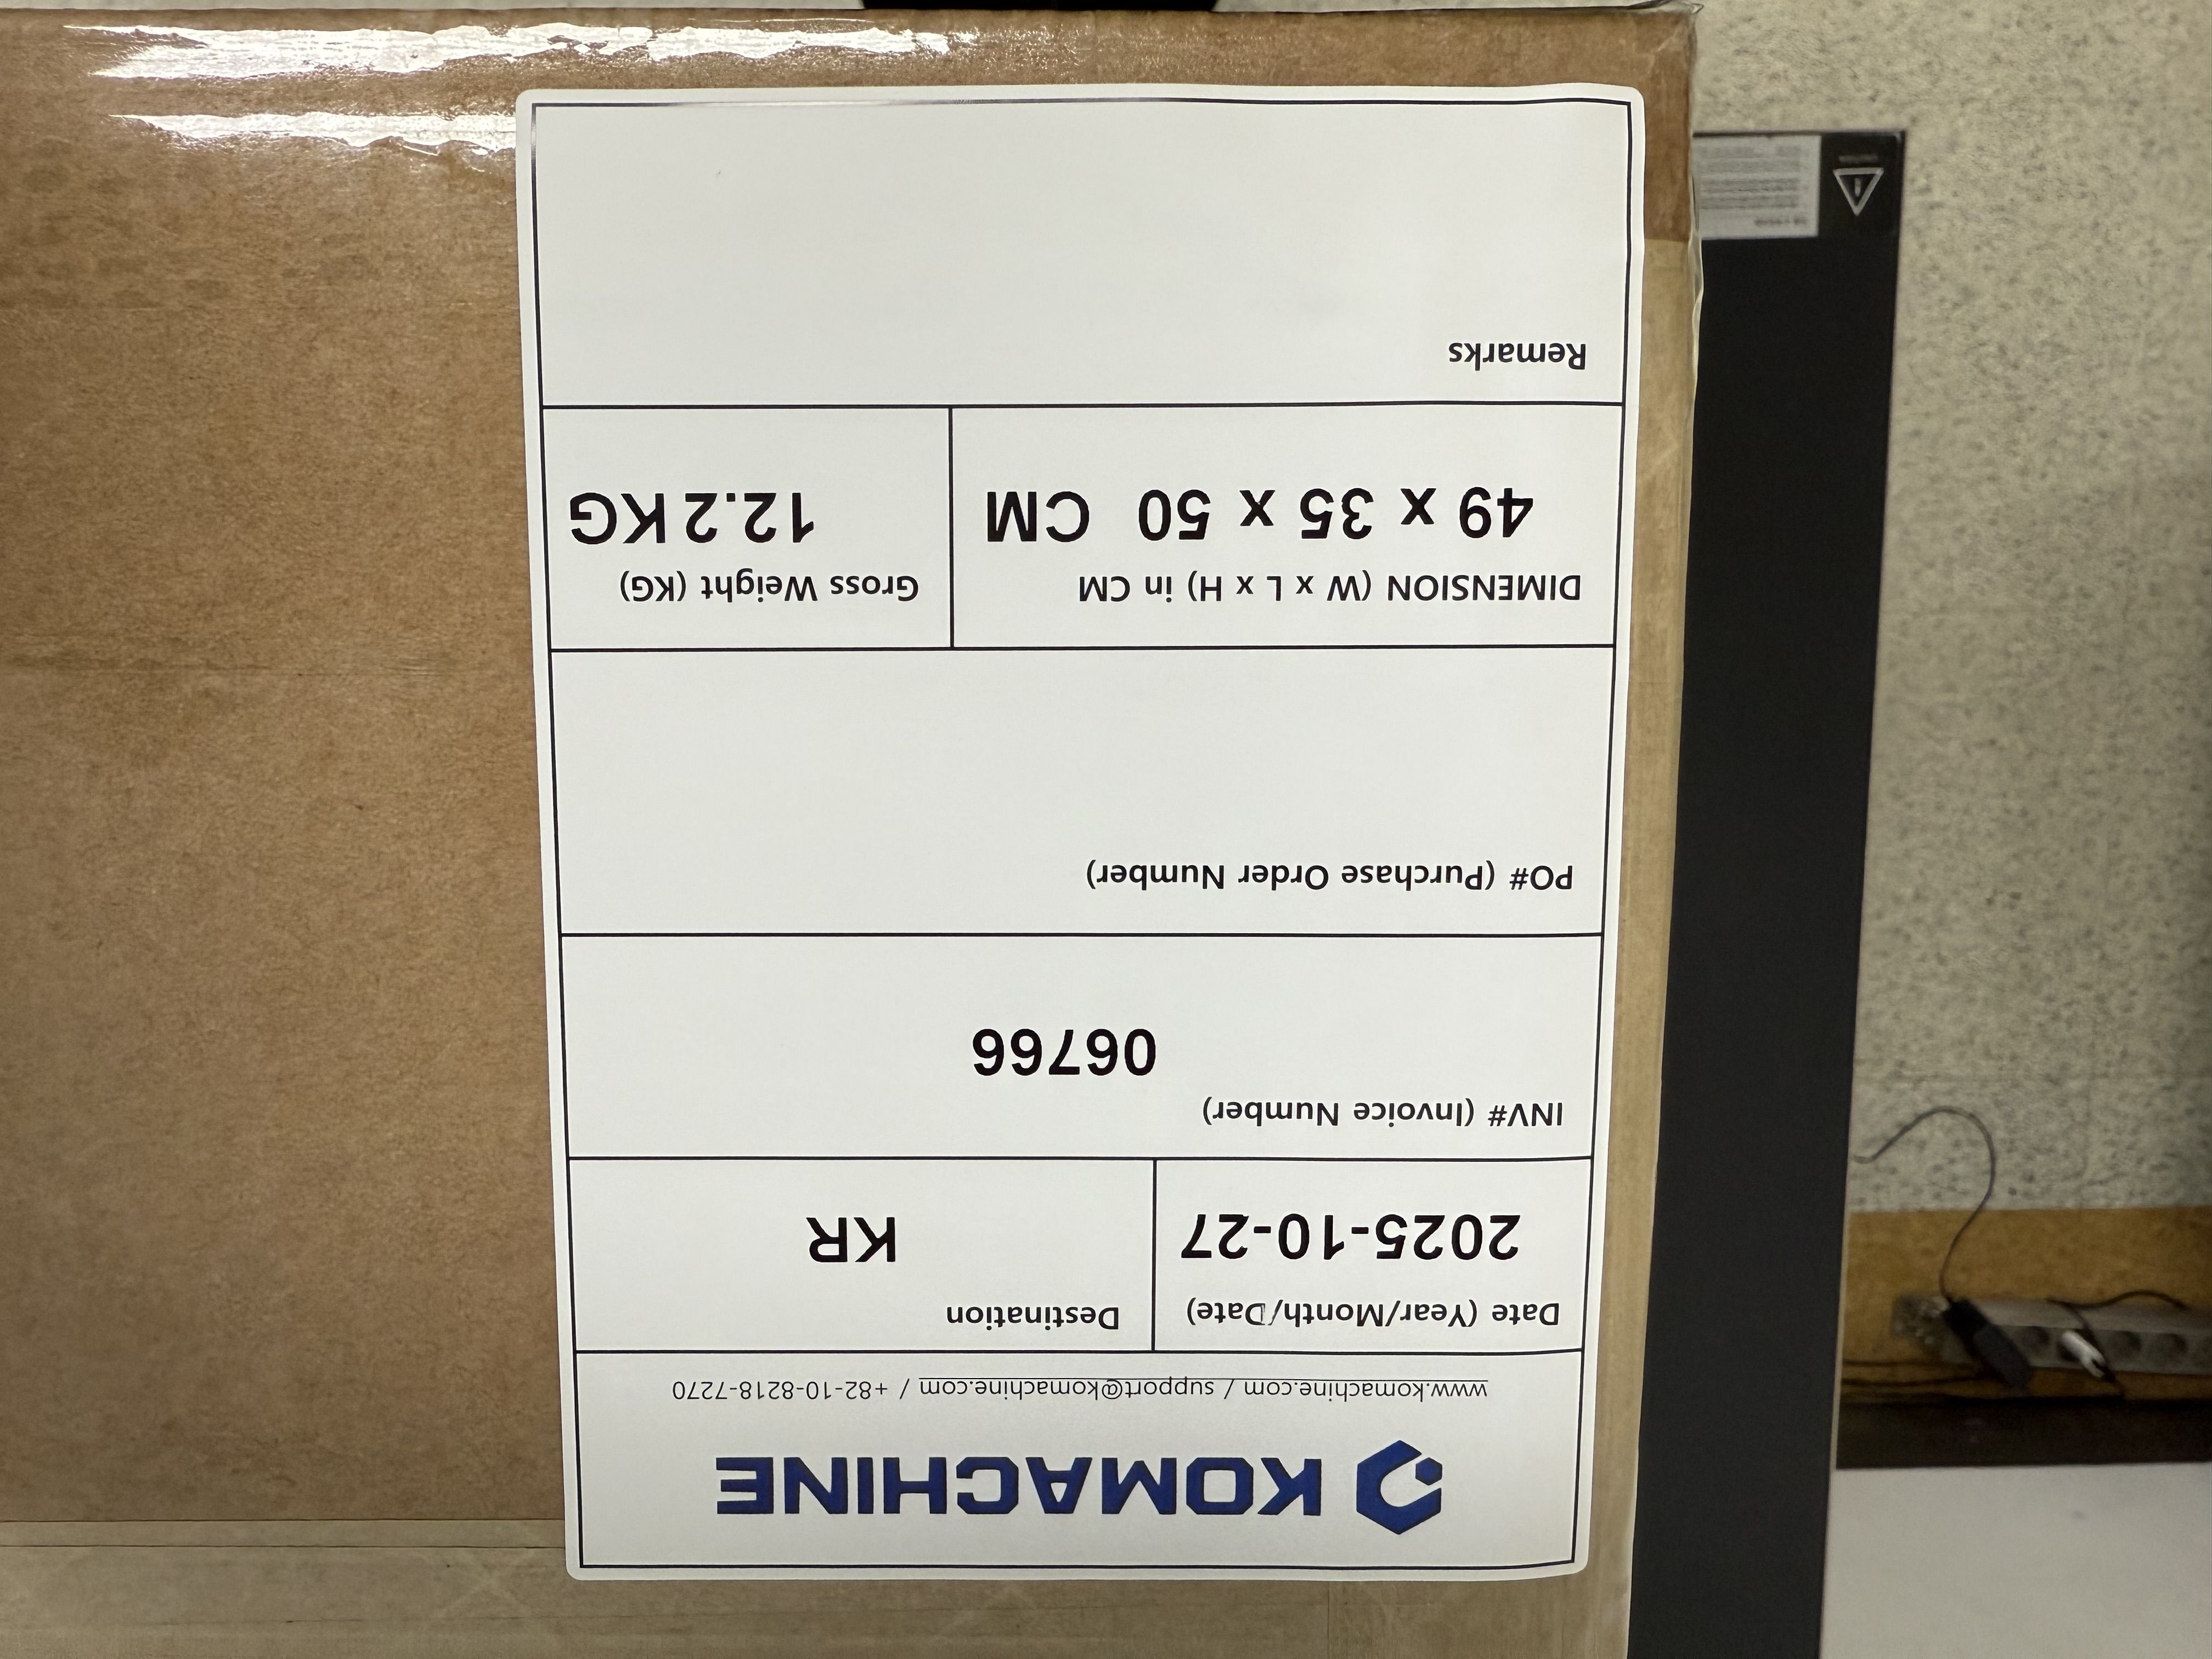 KOMACHINE
www.komachine.com / support@komachine.com / +82-10-8218-7270
Date (Year/Month/Date)
2025-10-27
Destination
KR
INV# (Invoice Number)
06766
PO# (Purchase Order Number)
DIMENSION (W x L x H) in CM
49 x 35 x 50 CM
Gross Weight (KG)
12.2 KG
Remarks